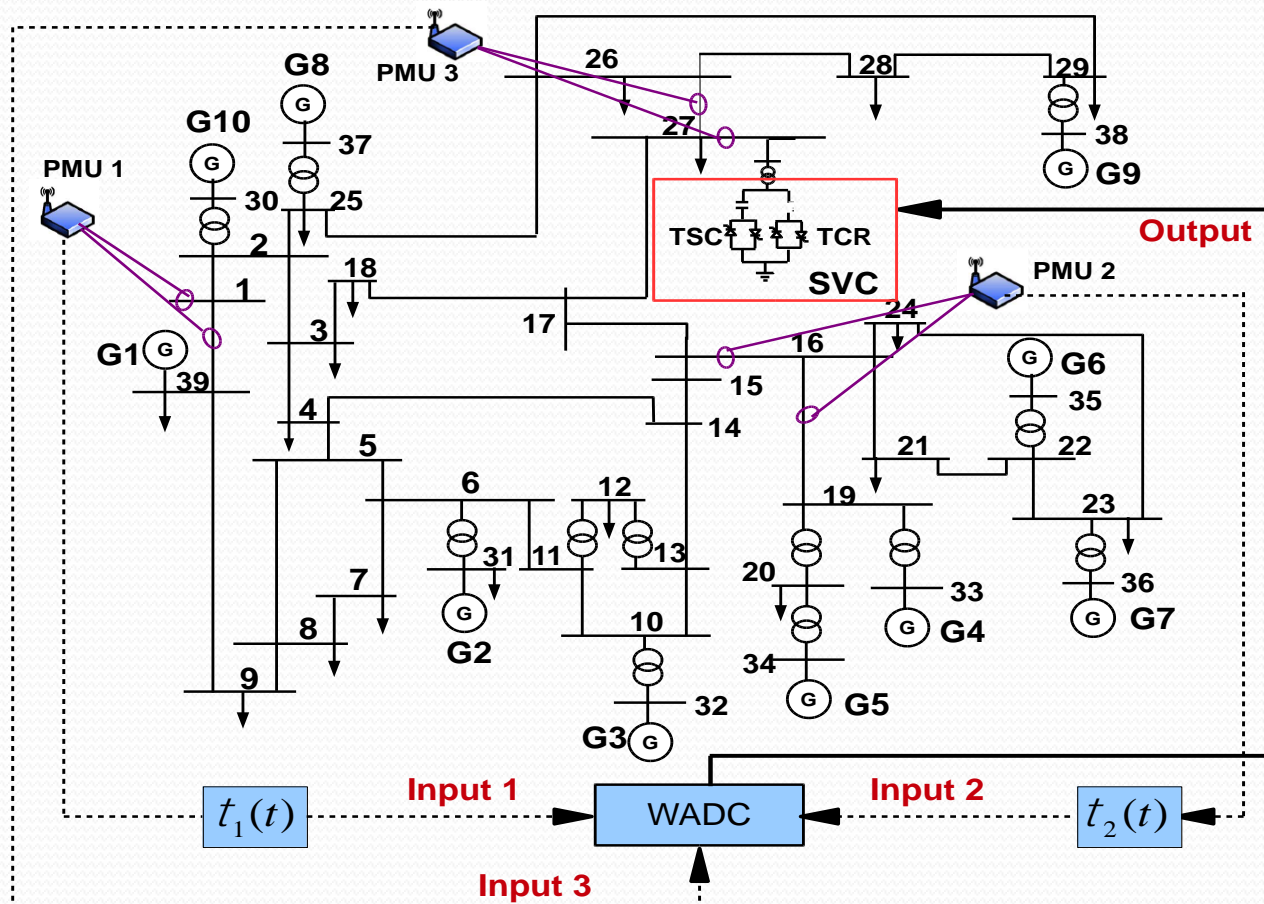 PMU 3
26
28
29
G8
G
G10
37
27
38
G
G9
G
PMU 1
30
25
TSC
TCR
SVC
Output
2
18
PMU 2
1
17
24
3
16
G1
G
15
G
G6
39
35
4
14
5
21
22
6
12
19
23
11
13
31
7
20
33
36
G
G2
8
10
G
G4
G
G7
9
34
32
G
G5
G3
G
Input 1
Input 2
t1(t)
WADC
t2(t)
Input 3